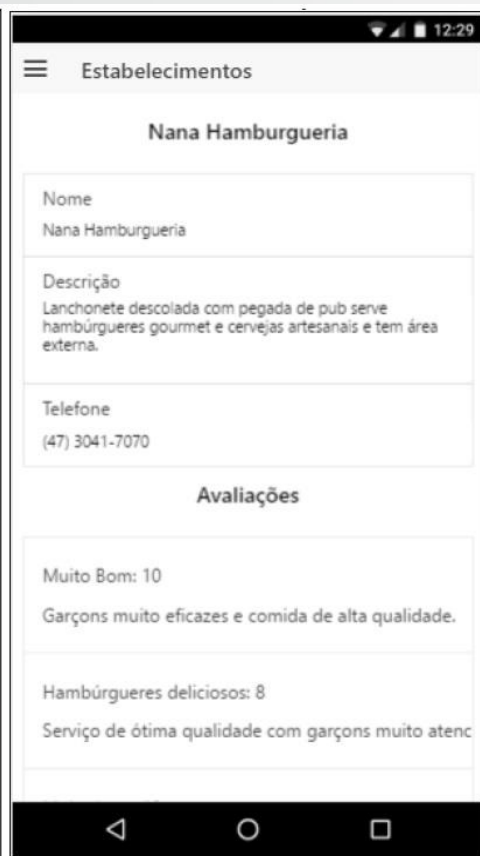 12:29
Estabelecimentos
Nana Hamburgueria
Nome
Nana Hamburgueria
Descrição
Lanchonete descolada com pegada de pub serve
hambúrgueres gourmet e cervejas artesanais e tem área
externa.
Telefone
(47) 3041-7070
Avaliações
Muito Bom: 10
Garçons muito eficazes e comida de alta qualidade.
Hambúrgueres deliciosos: 8
Serviço de ótima qualidade com garçons muito atenc